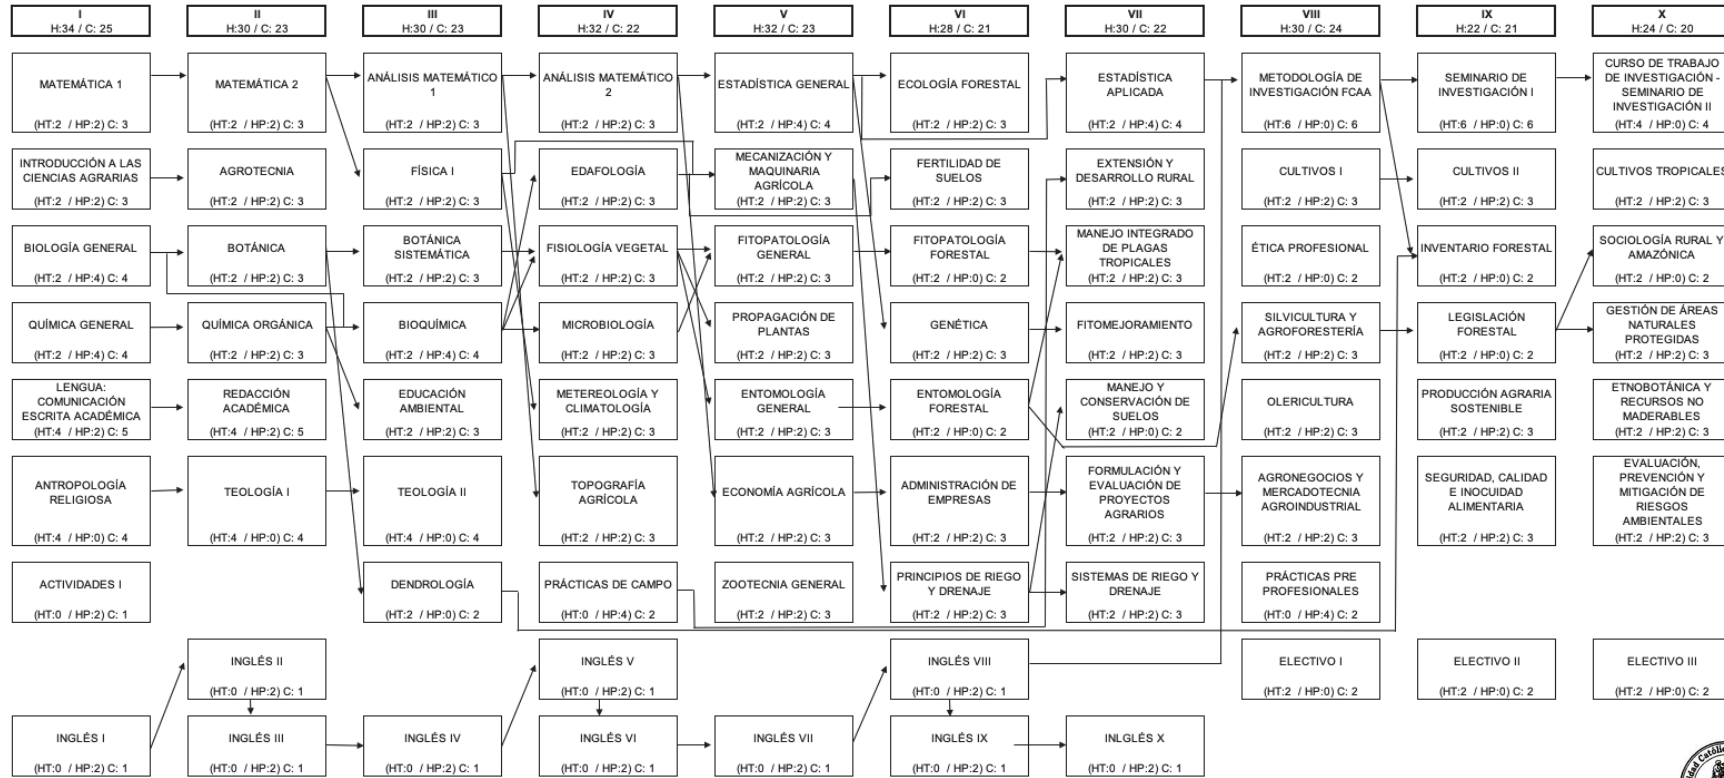 I
H:34 / C: 25
MATEMÁTICA 1
(HT:2 / HP:2) C: 3
INTRODUCCIÓN A LAS
CIENCIAS AGRARIAS
(HT:2 / HP:2) C: 3
BIOLOGÍA GENERAL
(HT:2 / HP:4) C: 4
QUÍMICA GENERAL
(HT:2 / HP:4) C: 4
LENGUA:
COMUNICACIÓN
ESCRITA ACADÉMICA
(HT:4 / HP:2) C: 5
ANTROPOLOGÍA
RELIGIOSA
(HT:4 / HP:0) C: 4
ACTIVIDADES I
(HT:0 / HP:2) C: 1
INGLÉS I
(HT:0 / HP:2) C: 1
II
H:30 / C: 23
MATEMÁTICA 2
(HT:2 / HP:2) C: 3
AGROTECNIA
(HT:2 / HP:2) C: 3
BOTÁNICA
(HT:2 / HP:2) C: 3
QUÍMICA ORGÁNICA
(HT:2 / HP:2) C: 3
REDACCIÓN
ACADÉMICA
(HT:4 / HP:2) C: 5
TEOLOGÍA I
(HT:4 / HP:0) C: 4
INGLÉS II
(HT:0 / HP:2) C: 1
INGLÉS III
(HT:0 / HP:2) C: 1
III
H:30 / C: 23
ANÁLISIS MATEMÁTICO
1
(HT:2 / HP:2) C: 3
FÍSICA I
(HT:2 / HP:2) C: 3
BOTÁNICA
SISTEMÁTICA
(HT:2 / HP:2) C: 3
BIOQUÍMICA
(HT:2 / HP:4) C: 4
EDUCACIÓN
AMBIENTAL
(HT:2 / HP:2) C: 3
TEOLOGÍA II
(HT:4 / HP:0) C: 4
DENDROLOGÍA
(HT:2 / HP:0) C: 2
INGLÉS IV
(HT:0 / HP:2) C: 1
IV
H:32 / C: 22
ANÁLISIS MATEMÁTICO
2
(HT:2 / HP:2) C: 3
EDAFOLOGÍA
(HT:2 / HP:2) C: 3
FISIOLOGÍA VEGETAL
(HT:2 / HP:2) C: 3
MICROBIOLOGÍA
(HT:2 / HP:2) C: 3
METEREOLOGÍA Y
CLIMATOLOGÍA
(HT:2 / HP:2) C: 3
TOPOGRAFÍA
AGRÍCOLA
(HT:2 / HP:2) C: 3
PRÁCTICAS DE CAMPO
(HT:0 / HP:4) C: 2
INGLÉS V
(HT:0 / HP:2) C: 1
INGLÉS VI
(HT:0 / HP:2) C: 1
V
H:32 / C: 23
ESTADÍSTICA GENERAL
(HT:2 / HP:4) C: 4
MECANIZACIÓN Y
MAQUINARIA
AGRÍCOLA
(HT:2 / HP:2) C: 3
FITOPATOLOGÍA
GENERAL
(HT:2 / HP:2) C: 3
PROPAGACIÓN DE
PLANTAS
(HT:2 / HP:2) C: 3
ENTOMOLOGÍA
GENERAL
(HT:2 / HP:2) C: 3
ECONOMÍA AGRÍCOLA
(HT:2 / HP:2) C: 3
ZOOTECNIA GENERAL
(HT:2 / HP:2) C: 3
INGLÉS VII
(HT:0 / HP:2) C: 1
VI
H:28 / C: 21
ECOLOGÍA FORESTAL
(HT:2 / HP:2) C: 3
FERTILIDAD DE
SUELOS
(HT:2 / HP:2) C: 3
FITOPATOLOGÍA
FORESTAL
(HT:2 / HP:0) C: 2
GENÉTICA
(HT:2 / HP:2) C: 3
ENTOMOLOGÍA
FORESTAL
(HT:2 / HP:0) C: 2
ADMINISTRACIÓN DE
EMPRESAS
(HT:2 / HP:2) C: 3
PRINCIPIOS DE RIEGO
Y DRENAJE
(HT:2 / HP:2) C: 3
INGLÉS VIII
(HT:0 / HP:2) C: 1
INGLÉS IX
(HT:0 / HP:2) C: 1
VII
H:30 / C: 22
ESTADÍSTICA
APLICADA
(HT:2 / HP:4) C: 4
EXTENSIÓN Y
DESARROLLO RURAL
(HT:2 / HP:2) C: 3
MANEJO INTEGRADO
DE PLAGAS
TROPICALES
(HT:2 / HP:2) C: 3
FITOMEJORAMIENTO
(HT:2 / HP:2) C: 3
MANEJO Y
CONSERVACIÓN DE
SUELOS
(HT:2 / HP:0) C: 2
FORMULACIÓN Y
EVALUACIÓN DE
PROYECTOS
AGRARIOS
(HT:2 / HP:2) C: 3
SISTEMAS DE RIEGO Y
DRENAJE
(HT:2 / HP:2) C: 3
INLGLÉS X
(HT:0 / HP:2) C: 1
VIII
H:30 / C: 24
METODOLOGÍA DE
INVESTIGACIÓN FCAA
(HT:6 / HP:0) C: 6
CULTIVOS I
(HT:2 / HP:2) C: 3
ÉTICA PROFESIONAL
(HT:2 / HP:0) C: 2
SILVICULTURA Y
AGROFORESTERÍA
(HT:2 / HP:2) C: 3
OLERICULTURA
(HT:2 / HP:2) C: 3
AGRONEGOCIOS Y
MERCADOTECNIA
AGROINDUSTRIAL
(HT:2 / HP:2) C: 3
PRÁCTICAS PRE
PROFESIONALES
(HT:0 / HP:4) C: 2
ELECTIVO I
(HT:2 / HP:0) C: 2
IX
H:22 / C: 21
SEMINARIO DE
INVESTIGACIÓN I
(HT:6 / HP:0) C: 6
CULTIVOS II
(HT:2 / HP:2) C: 3
INVENTARIO FORESTAL
(HT:2 / HP:0) C: 2
LEGISLACIÓN
FORESTAL
(HT:2 / HP:0) C: 2
PRODUCCIÓN AGRARIA
SOSTENIBLE
(HT:2 / HP:2) C: 3
SEGURIDAD, CALIDAD
E INOCUIDAD
ALIMENTARIA
(HT:2 / HP:2) C: 3
ELECTIVO II
(HT:2 / HP:0) C: 2
X
H:24 / C: 20
CURSO DE TRABAJO
DE INVESTIGACIÓN -
SEMINARIO DE
INVESTIGACIÓN II
(HT:4 / HP:0) C: 4
CULTIVOS TROPICALES
(HT:2 / HP:2) C: 3
SOCIOLOGÍA RURAL Y
AMAZÓNICA
(HT:2 / HP:0) C: 2
GESTIÓN DE ÁREAS
NATURALES
PROTEGIDAS
(HT:2 / HP:2) C: 3
ETNOBOTÁNICA Y
RECURSOS NO
MADERABLES
(HT:2 / HP:2) C: 3
EVALUACIÓN,
PREVENCIÓN Y
MITIGACIÓN DE
RIESGOS
AMBIENTALES
(HT:2 / HP:2) C: 3
ELECTIVO III
(HT:2 / HP:0) C: 2